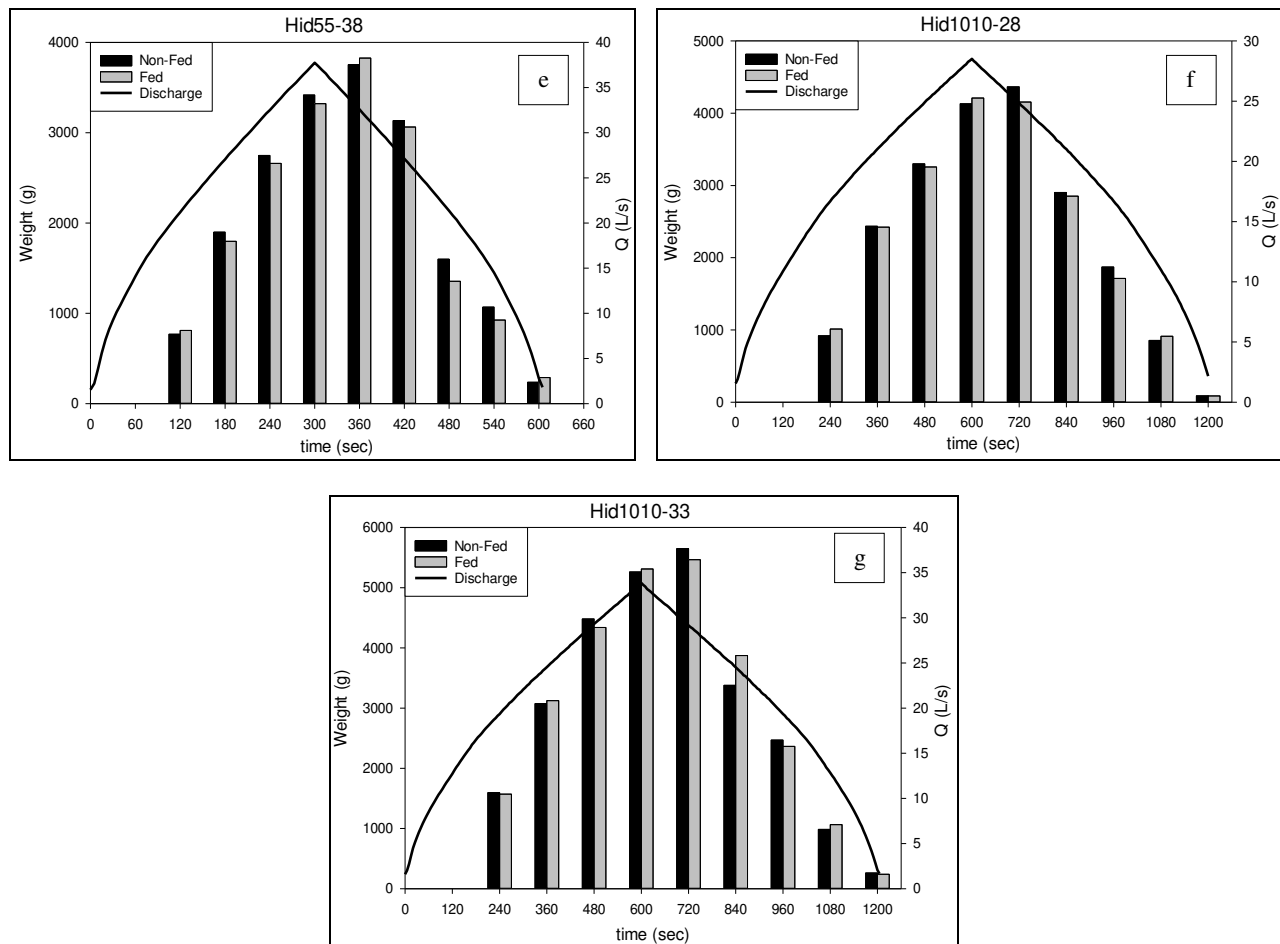 Hid55-38
Non-Fed
Fed
Discharge
e
4000
3000
2000
1000
0
Weight (g)
40
35
30
25
20
15
10
5
0
Q (L/s)
0 60 120 180 240 300 360 420 480 540 600 660
time (sec)
Hid1010-28
Non-Fed
Fed
Discharge
f
5000
4000
3000
2000
1000
0
Weight (g)
30
25
20
15
10
5
0
Q (L/s)
0 120 240 360 480 600 720 840 960 1080 1200
time (sec)
Hid1010-33
Non-Fed
Fed
Discharge
g
6000
5000
4000
3000
2000
1000
0
Weight (g)
40
35
30
25
20
15
10
5
0
Q (L/s)
0 120 240 360 480 600 720 840 960 1080 1200
time (sec)